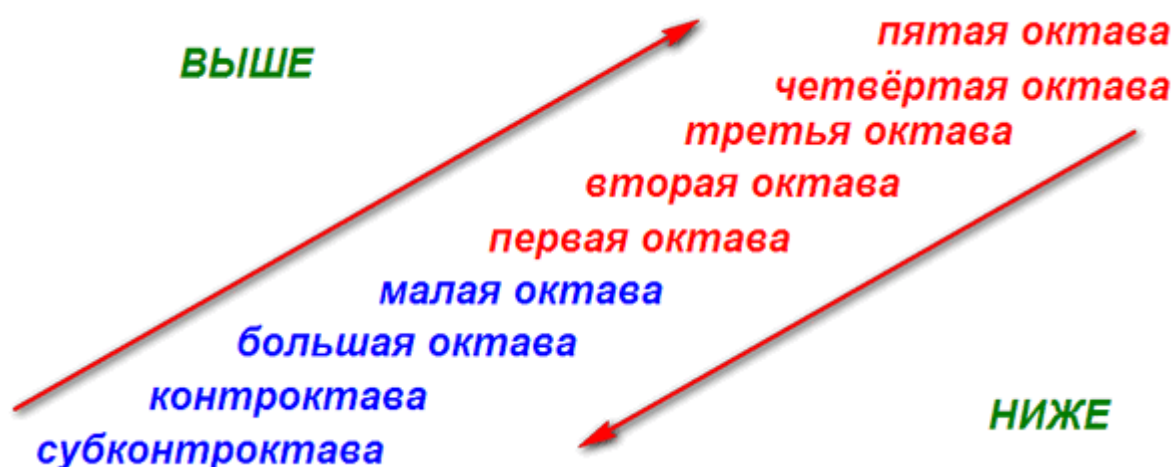 пятая октава
ВЫШЕ
четвёртая октава
третья октава
вторая октава
первая октава
малая октава
большая октава
контроктава
НИЖЕ
субконтроктава